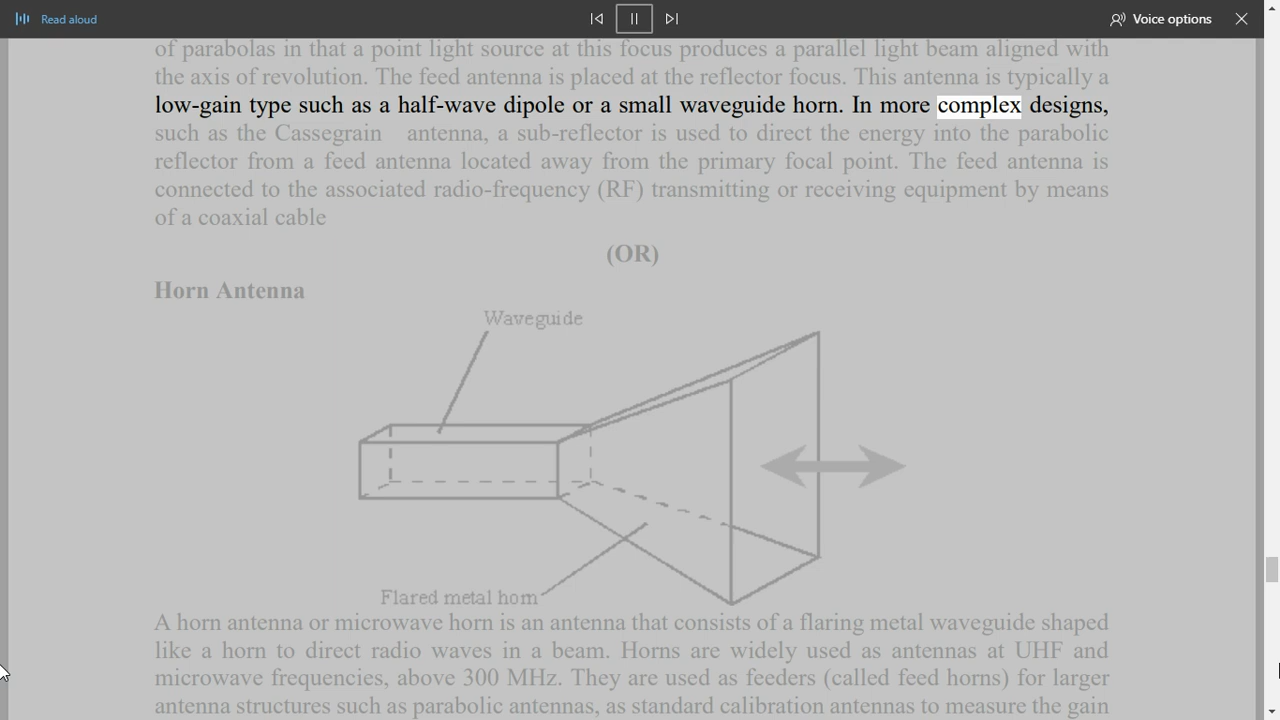 Read aloud
Voice options
of parabolas in that a point light source at this focus produces a parallel light beam aligned with
the axis of revolution. The feed antenna is placed at the reflector focus. This antenna is typically a
low-gain type such as a half-wave dipole or a small waveguide horn. In more complex designs,
such as the Cassegrain antenna, a sub-reflector is used to direct the energy into the parabolic
reflector from a feed antenna located away from the primary focal point. The feed antenna is
connected to the associated radio-frequency (RF) transmitting or receiving equipment by means
of a coaxial cable
(OR)
Horn Antenna
Waveguide
Flared metal horn
A horn antenna or microwave horn is an antenna that consists of a flaring metal waveguide shaped
like a horn to direct radio waves in a beam. Horns are widely used as antennas at UHF and
microwave frequencies, above 300 MHz. They are used as feeders (called feed horns) for larger
antenna structures such as parabolic antennas, as standard calibration antennas to measure the gain